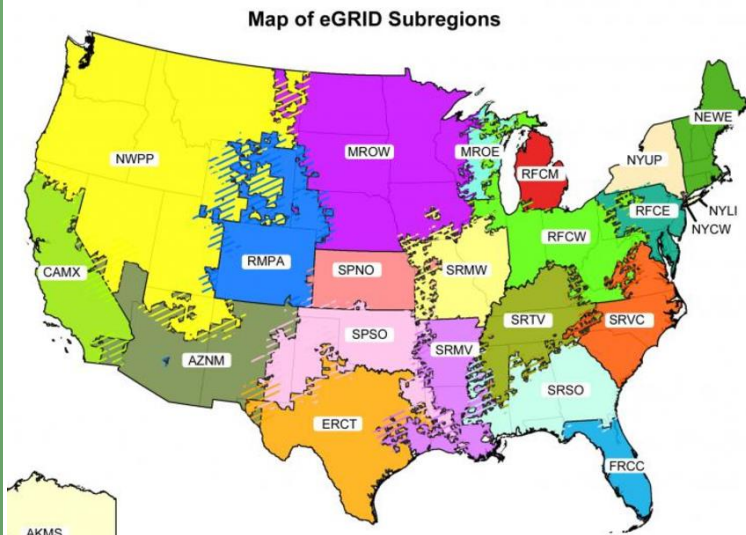 Map of eGRID Subregions
NEWE
NWPP
MROW
MROE
NYUP
RFCM
RFCE
NYLI
NYCW
RFCW
CAMX
RMPA
SPNO
SRMW
SRTV
SRVC
SPSO
SRMV
AZNM
SRSO
ERCT
FRCC
AKMS